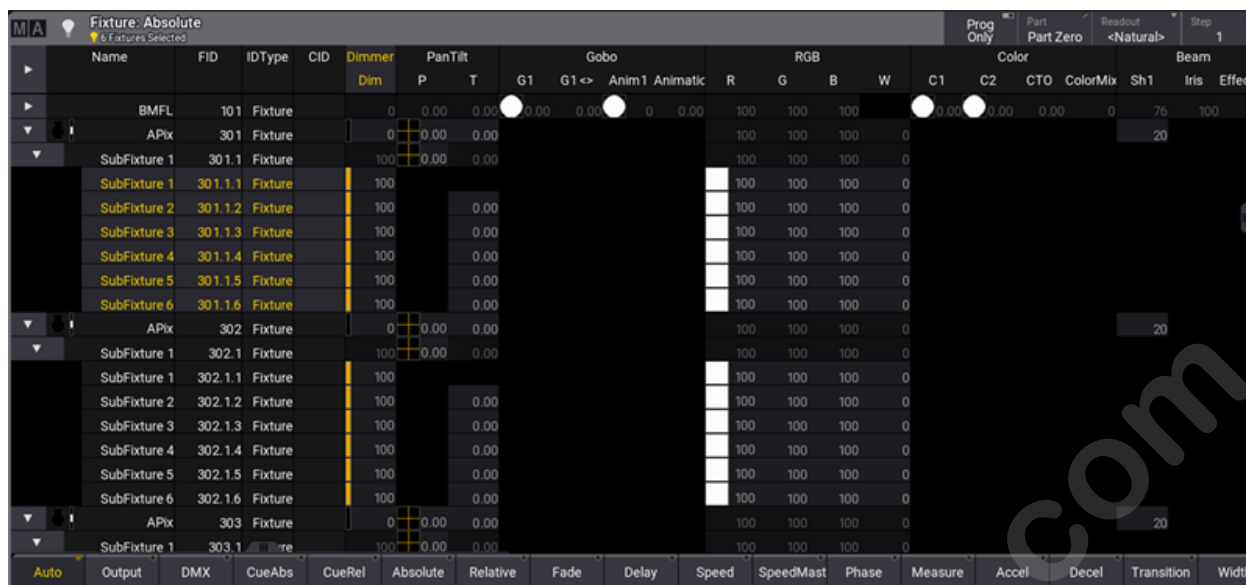 MA Fixture: Absolute Prog Only Part Part Zero Readout <Natural> Step 1
6 Fixtures Selected
Name FID IDType CID Dimmer PanTilt Gobo RGB Color Beam
Dim P T G1 G1 <> Anim1 Animatic R G B W C1 C2 CTO ColorMix Sh1 Iris Effec
BMFL 101 Fixture 0 0.00 0.00 0.00 0.00 0 0.00 100 100 100 0.00 0.00 0.00 0 76 100
APix 301 Fixture 0 0.00 0.00 100 100 100 0 20
SubFixture 1 301.1 Fixture 100 0.00 0.00 100 100 100 0
SubFixture 1 301.1.1 Fixture 100 100 100 100 0
SubFixture 2 301.1.2 Fixture 100 0.00 100 100 100 0
SubFixture 3 301.1.3 Fixture 100 0.00 100 100 100 0
SubFixture 4 301.1.4 Fixture 100 0.00 100 100 100 0
SubFixture 5 301.1.5 Fixture 100 0.00 100 100 100 0
SubFixture 6 301.1.6 Fixture 100 0.00 100 100 100 0
APix 302 Fixture 0 0.00 0.00 100 100 100 0 20
SubFixture 1 302.1 Fixture 100 0.00 0.00 100 100 100 0
SubFixture 1 302.1.1 Fixture 100 100 100 100 0
SubFixture 2 302.1.2 Fixture 100 0.00 100 100 100 0
SubFixture 3 302.1.3 Fixture 100 0.00 100 100 100 0
SubFixture 4 302.1.4 Fixture 100 0.00 100 100 100 0
SubFixture 5 302.1.5 Fixture 100 0.00 100 100 100 0
SubFixture 6 302.1.6 Fixture 100 0.00 100 100 100 0
APix 303 Fixture 0 0.00 0.00 100 100 100 0 20
SubFixture 1 303.1 re 100 0.00 0.00 100 100 100 0
Auto Output DMX CueAbs CueRel Absolute Relative Fade Delay Speed SpeedMast Phase Measure Accel Decel Transition Widt
com